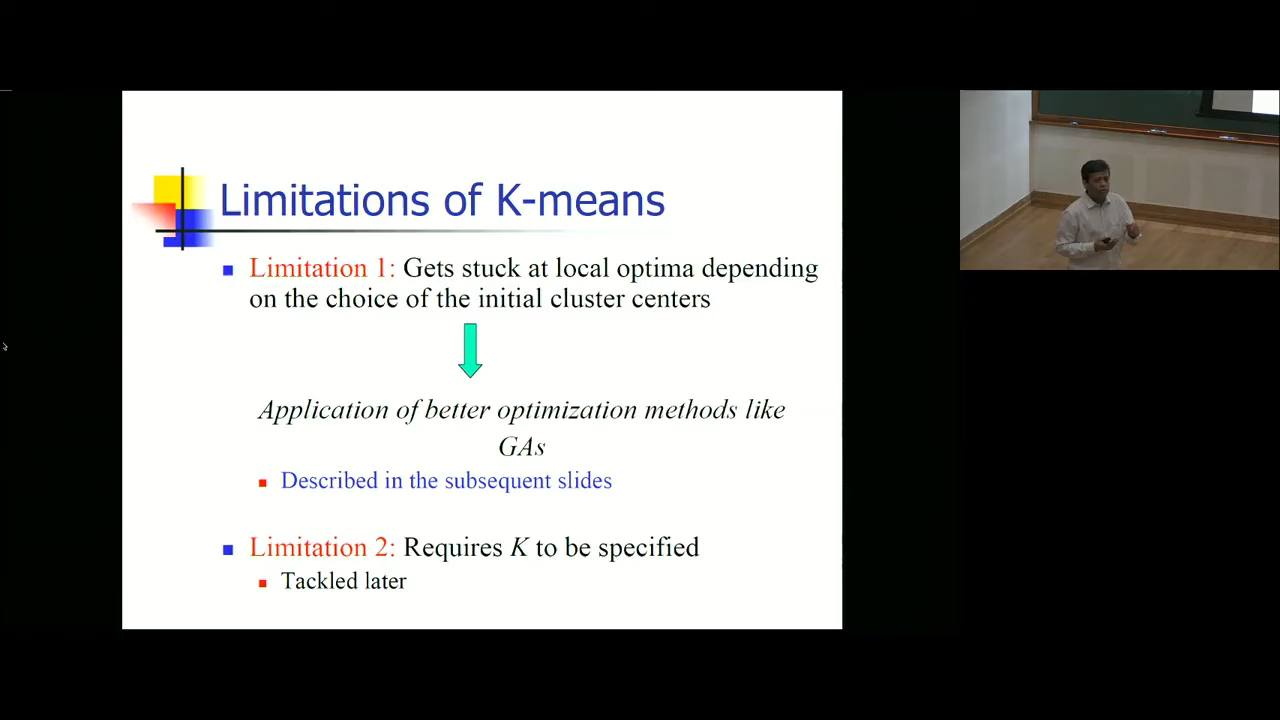 Limitations of K-means
Limitation 1: Gets stuck at local optima depending
on the choice of the initial cluster centers
Application of better optimization methods like
GAs
Described in the subsequent slides
Limitation 2: Requires K to be specified
Tackled later